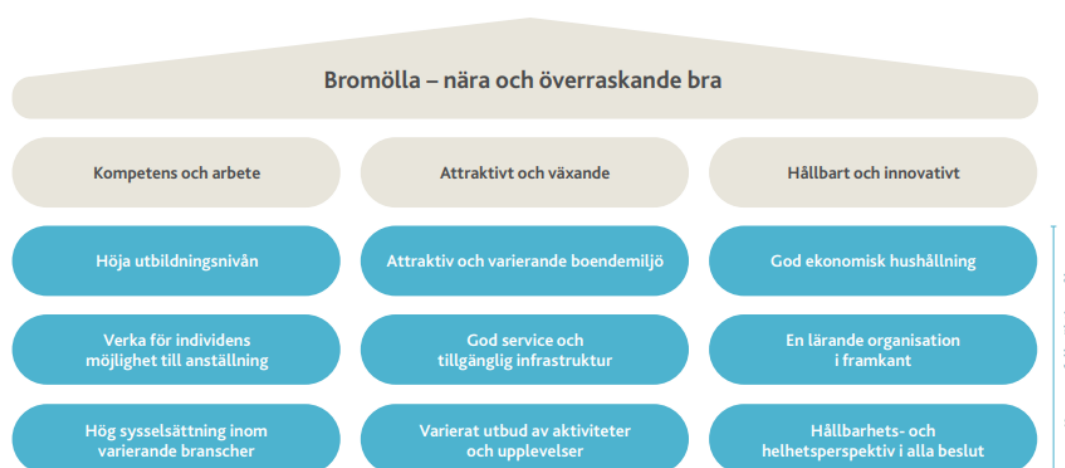 Bromölla – nära och överraskande bra
Kompetens och arbete
Attraktivt och växande
Hållbart och innovativt
Höja utbildningsnivån
Attraktiv och varierande boendemiljö
God ekonomisk hushållning
Verka för individens
möjlighet till anställning
God service och
tillgänglig infrastruktur
En lärande organisation
i framkant
Hög sysselsättning inom
varierande branscher
Varierat utbud av aktiviteter
och upplevelser
Hållbarhets- och
helhetsperspektiv i alla beslut